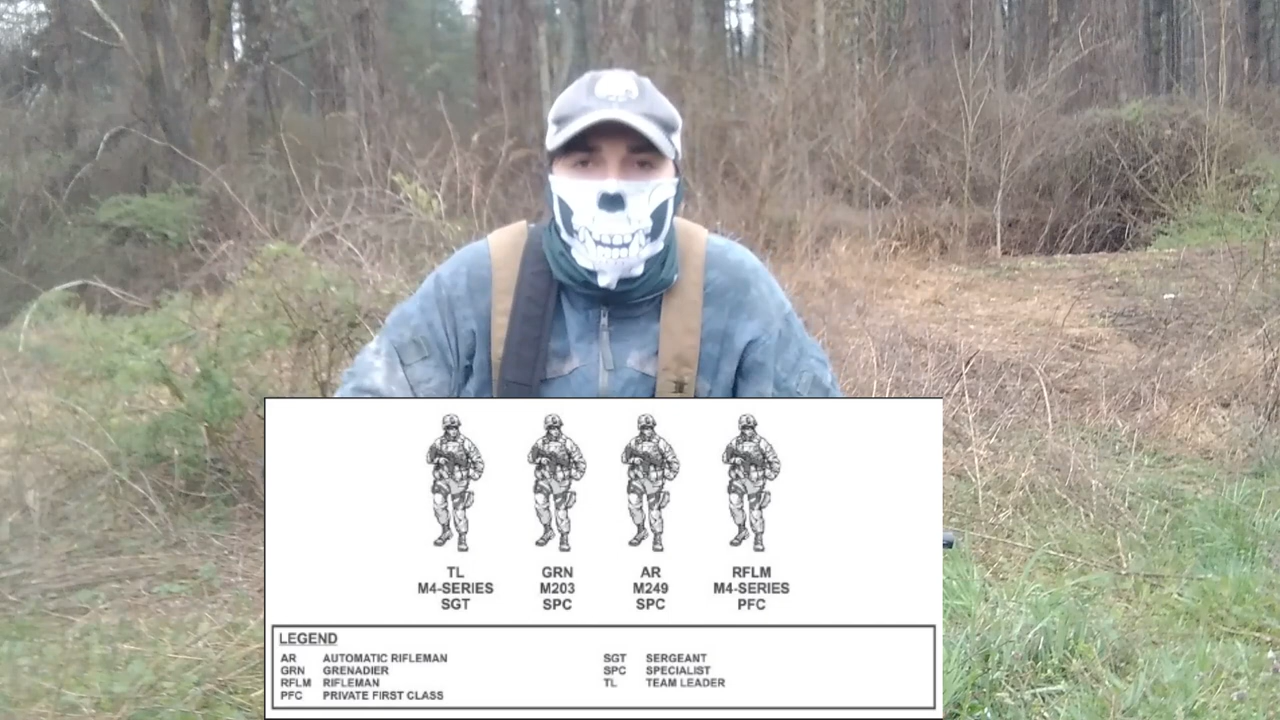 TL GRN AR RFLM
M4-SERIES M203 M249 M4-SERIES
SGT SPC SPC PFC
LEGEND
AR AUTOMATIC RIFLEMAN SGT SERGEANT
GRN GRENADIER SPC SPECIALIST
RFLM RIFLEMAN TL TEAM LEADER
PFC PRIVATE FIRST CLASS